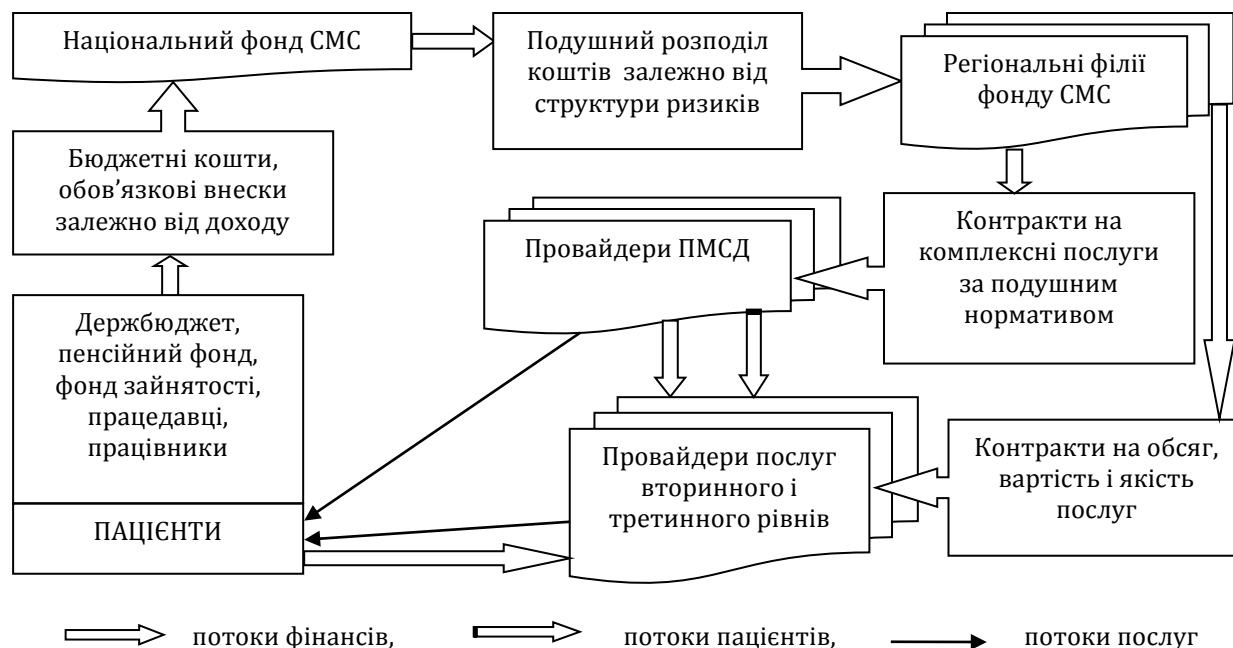 Національний фонд СМС
Подушний розподіл
коштів залежно від
структури ризиків
Регіональні філії
фонду СМС
Бюджетні кошти,
обов’язкові внески
залежно від доходу
Провайдери ПМСД
Контракти на
комплексні послуги
за подушним
нормативом
Держбюджет,
пенсійний фонд,
фонд зайнятості,
працедавці,
працівники
ПАЦІЄНТИ
Провайдери послуг
вторинного і
третинного рівнів
Контракти на обсяг,
вартість і якість
послуг
потоки фінансів, потоки пацієнтів, потоки послуг